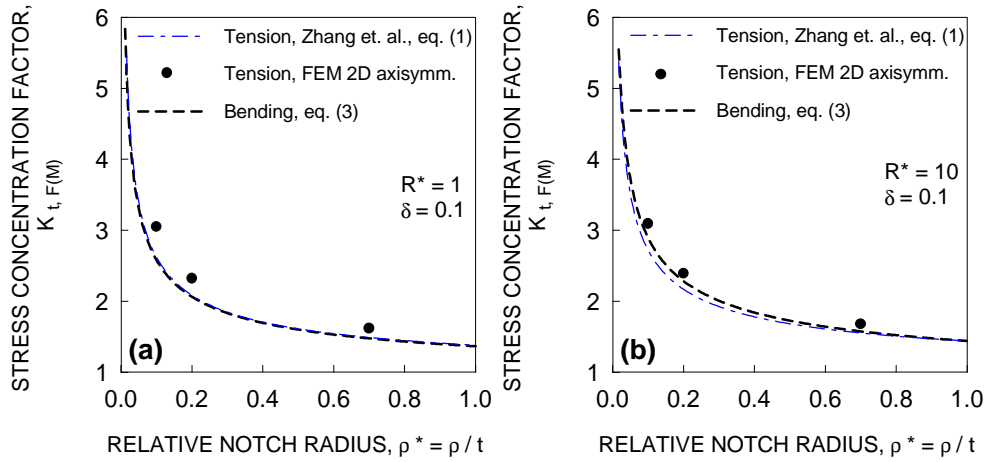 STRESS CONCENTRATION FACTOR,
K t, F(M)
6
5
4
3
2
1
Tension, Zhang et. al., eq. (1)
Tension, FEM 2D axisymm.
Bending, eq. (3)
R* = 1
δ = 0.1
(a)
0.0 0.2 0.4 0.6 0.8 1.0
RELATIVE NOTCH RADIUS, ρ * = ρ / t
STRESS CONCENTRATION FACTOR,
K t, F(M)
6
5
4
3
2
1
Tension, Zhang et. al., eq. (1)
Tension, FEM 2D axisymm.
Bending, eq. (3)
R* = 10
δ = 0.1
(b)
0.0 0.2 0.4 0.6 0.8 1.0
RELATIVE NOTCH RADIUS, ρ * = ρ / t